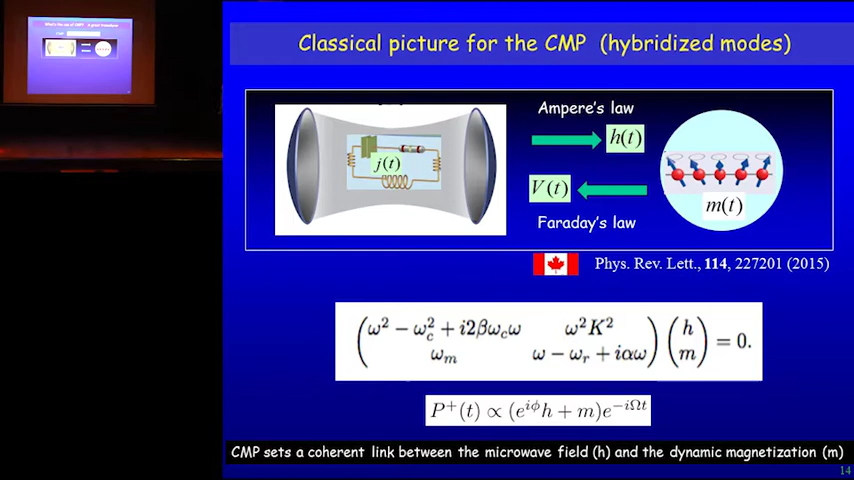 Classical picture for the CMP (hybridized modes)
Ampere's law
h(t)
j(t)
V(t)
m(t)
Faraday's law
Phys. Rev. Lett., 114, 227201 (2015)
ω² − ω_c² + i2βω_cω ω²K² h
ω_m ω − ω_r + iαω m = 0.
P⁺(t) ∝ (e^{iϕ}h + m)e^{−iΩt}
CMP sets a coherent link between the microwave field (h) and the dynamic magnetization (m)
14